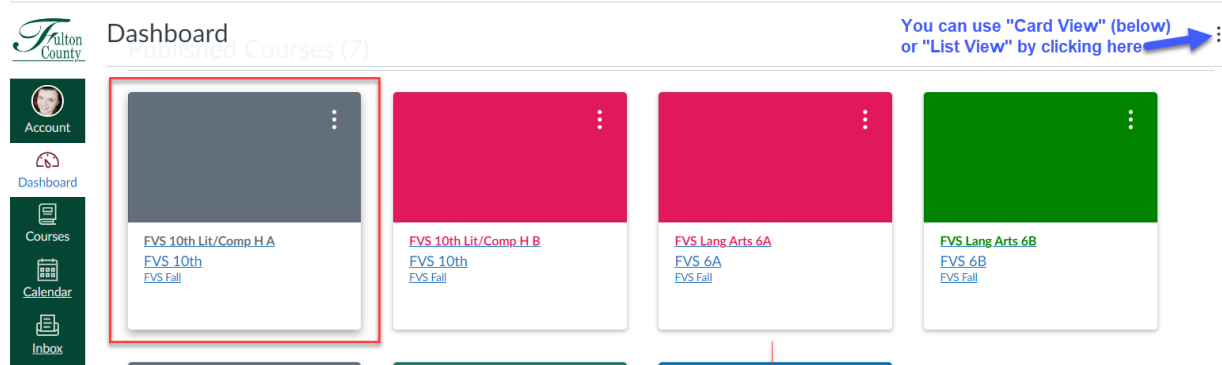 Fulton
County
Dashboard
Published Courses (7)
You can use "Card View" (below)
or "List View" by clicking here
Account
Dashboard
Courses
Calendar
Inbox
FVS 10th Lit/Comp H A
FVS 10th
FVS Fall
FVS 10th Lit/Comp H B
FVS 10th
FVS Fall
FVS Lang Arts 6A
FVS 6A
FVS Fall
FVS Lang Arts 6B
FVS 6B
FVS Fall